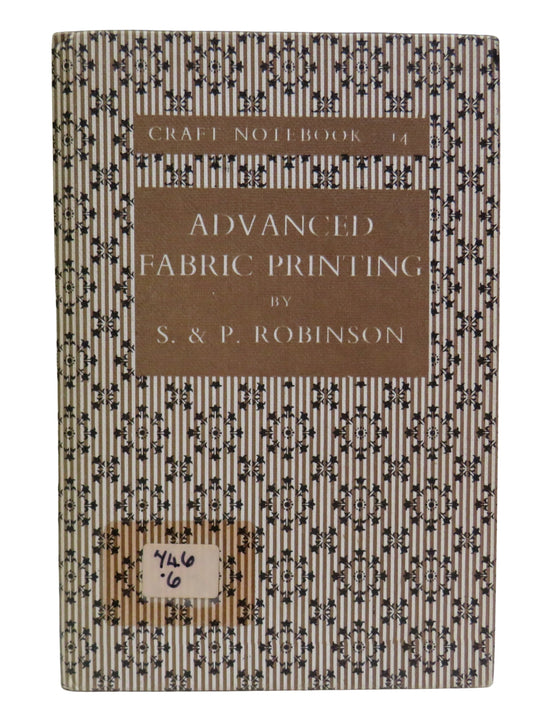 CRAFT NOTEBOOK 14
ADVANCED
FABRIC PRINTING
BY
S. & P. ROBINSON
746
.6